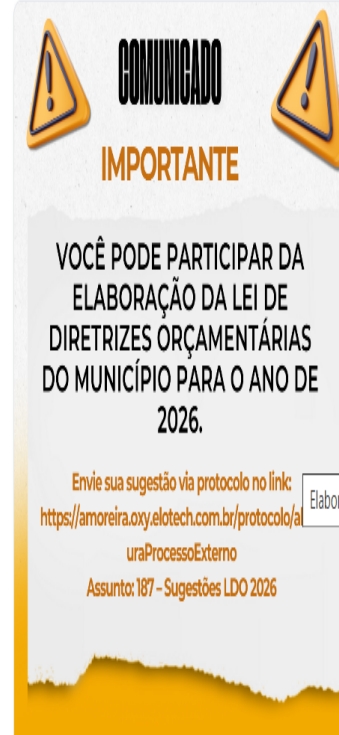 COMUNICADO
IMPORTANTE
VOCÊ PODE PARTICIPAR DA
ELABORAÇÃO DA LEI DE
DIRETRIZES ORÇAMENTÁRIAS
DO MUNICÍPIO PARA O ANO DE
2026.
Envie sua sugestão via protocolo no link:
https://amoreira.oxy.elotech.com.br/protocolo/a
uraProcessoExterno
Assunto: 187 – Sugestões LDO 2026
Elabor